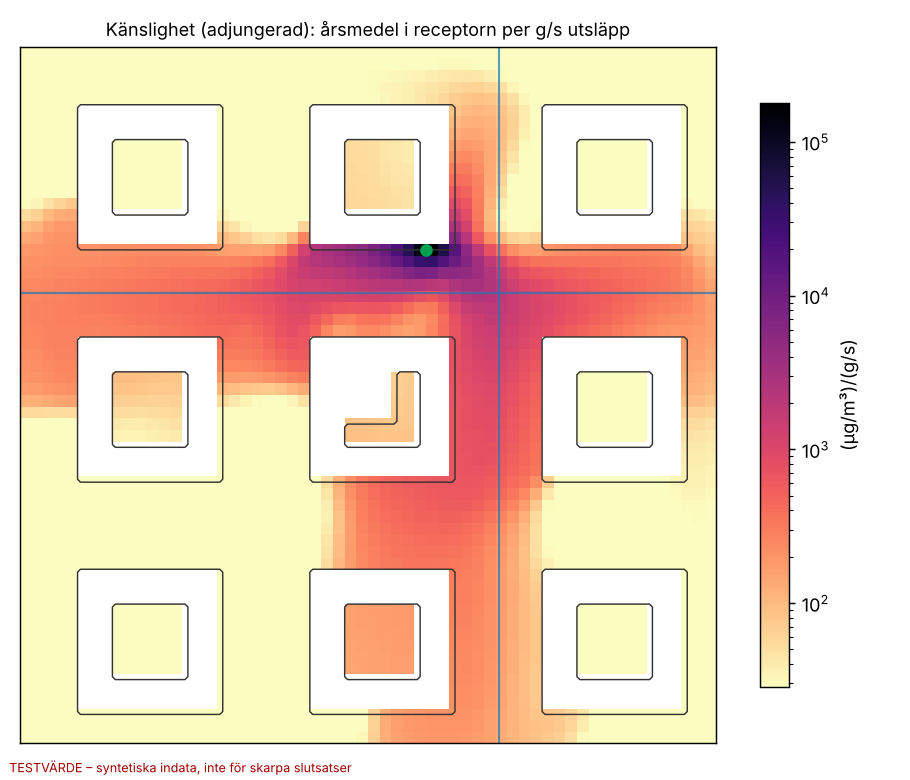 Känslighet (adjungerad): årsmedel i receptorn per g/s utsläpp
10⁵
10⁴
10³
10²
(µg/m³)/(g/s)
TESTVÄRDE – syntetiska indata, inte för skarpa slutsatser